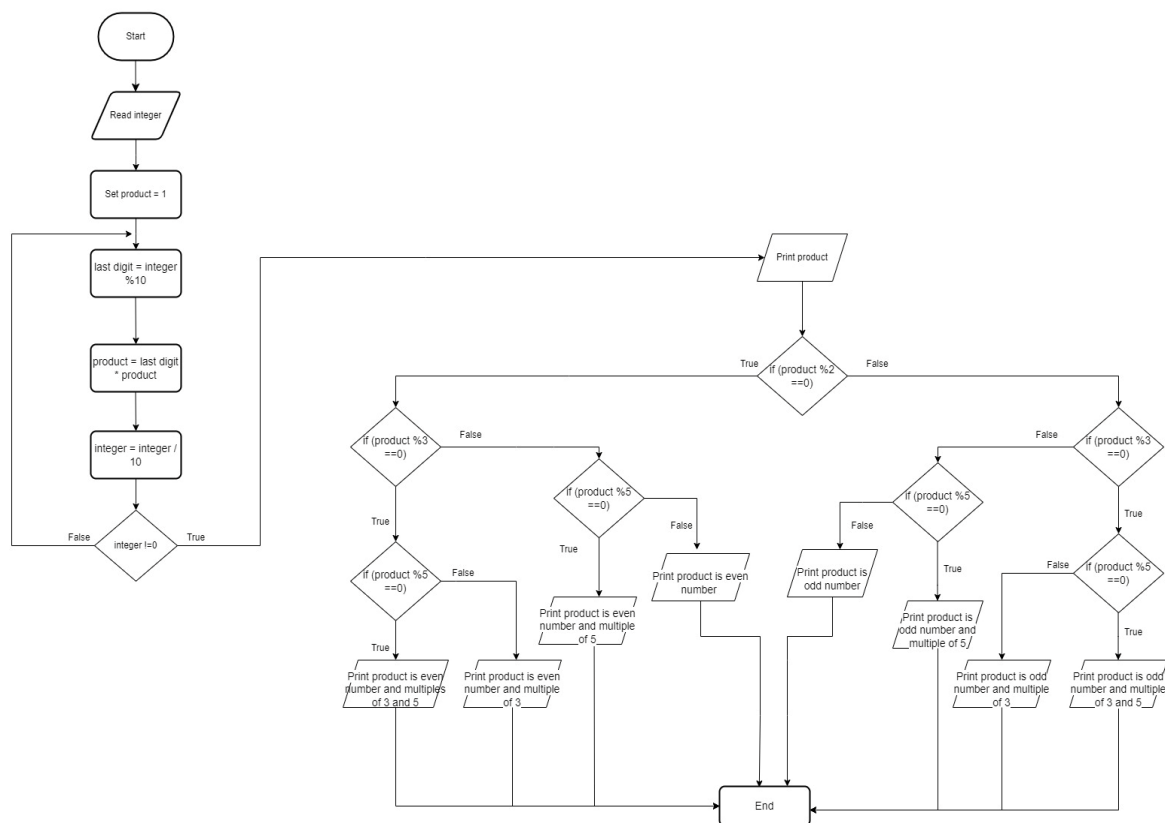 Start
Read integer
Set product = 1
last digit = integer
%10
product = last digit
* product
integer = integer /
10
False
integer !=0
True
Print product
True
if (product %2
==0)
False
if (product %3
==0)
False
True
if (product %5
==0)
False
True
if (product %5
==0)
False
True
Print product is even
number
Print product is even
number and multiple
of 5
Print product is even
number and multiples
of 3 and 5
Print product is even
number and multiple
of 3
False
if (product %3
==0)
True
if (product %5
==0)
False
True
Print product is
odd number
Print product is
odd number and
multiple of 5
False
if (product %5
==0)
True
Print product is odd
number and multiple
of 3
Print product is odd
number and multiple
of 3 and 5
End